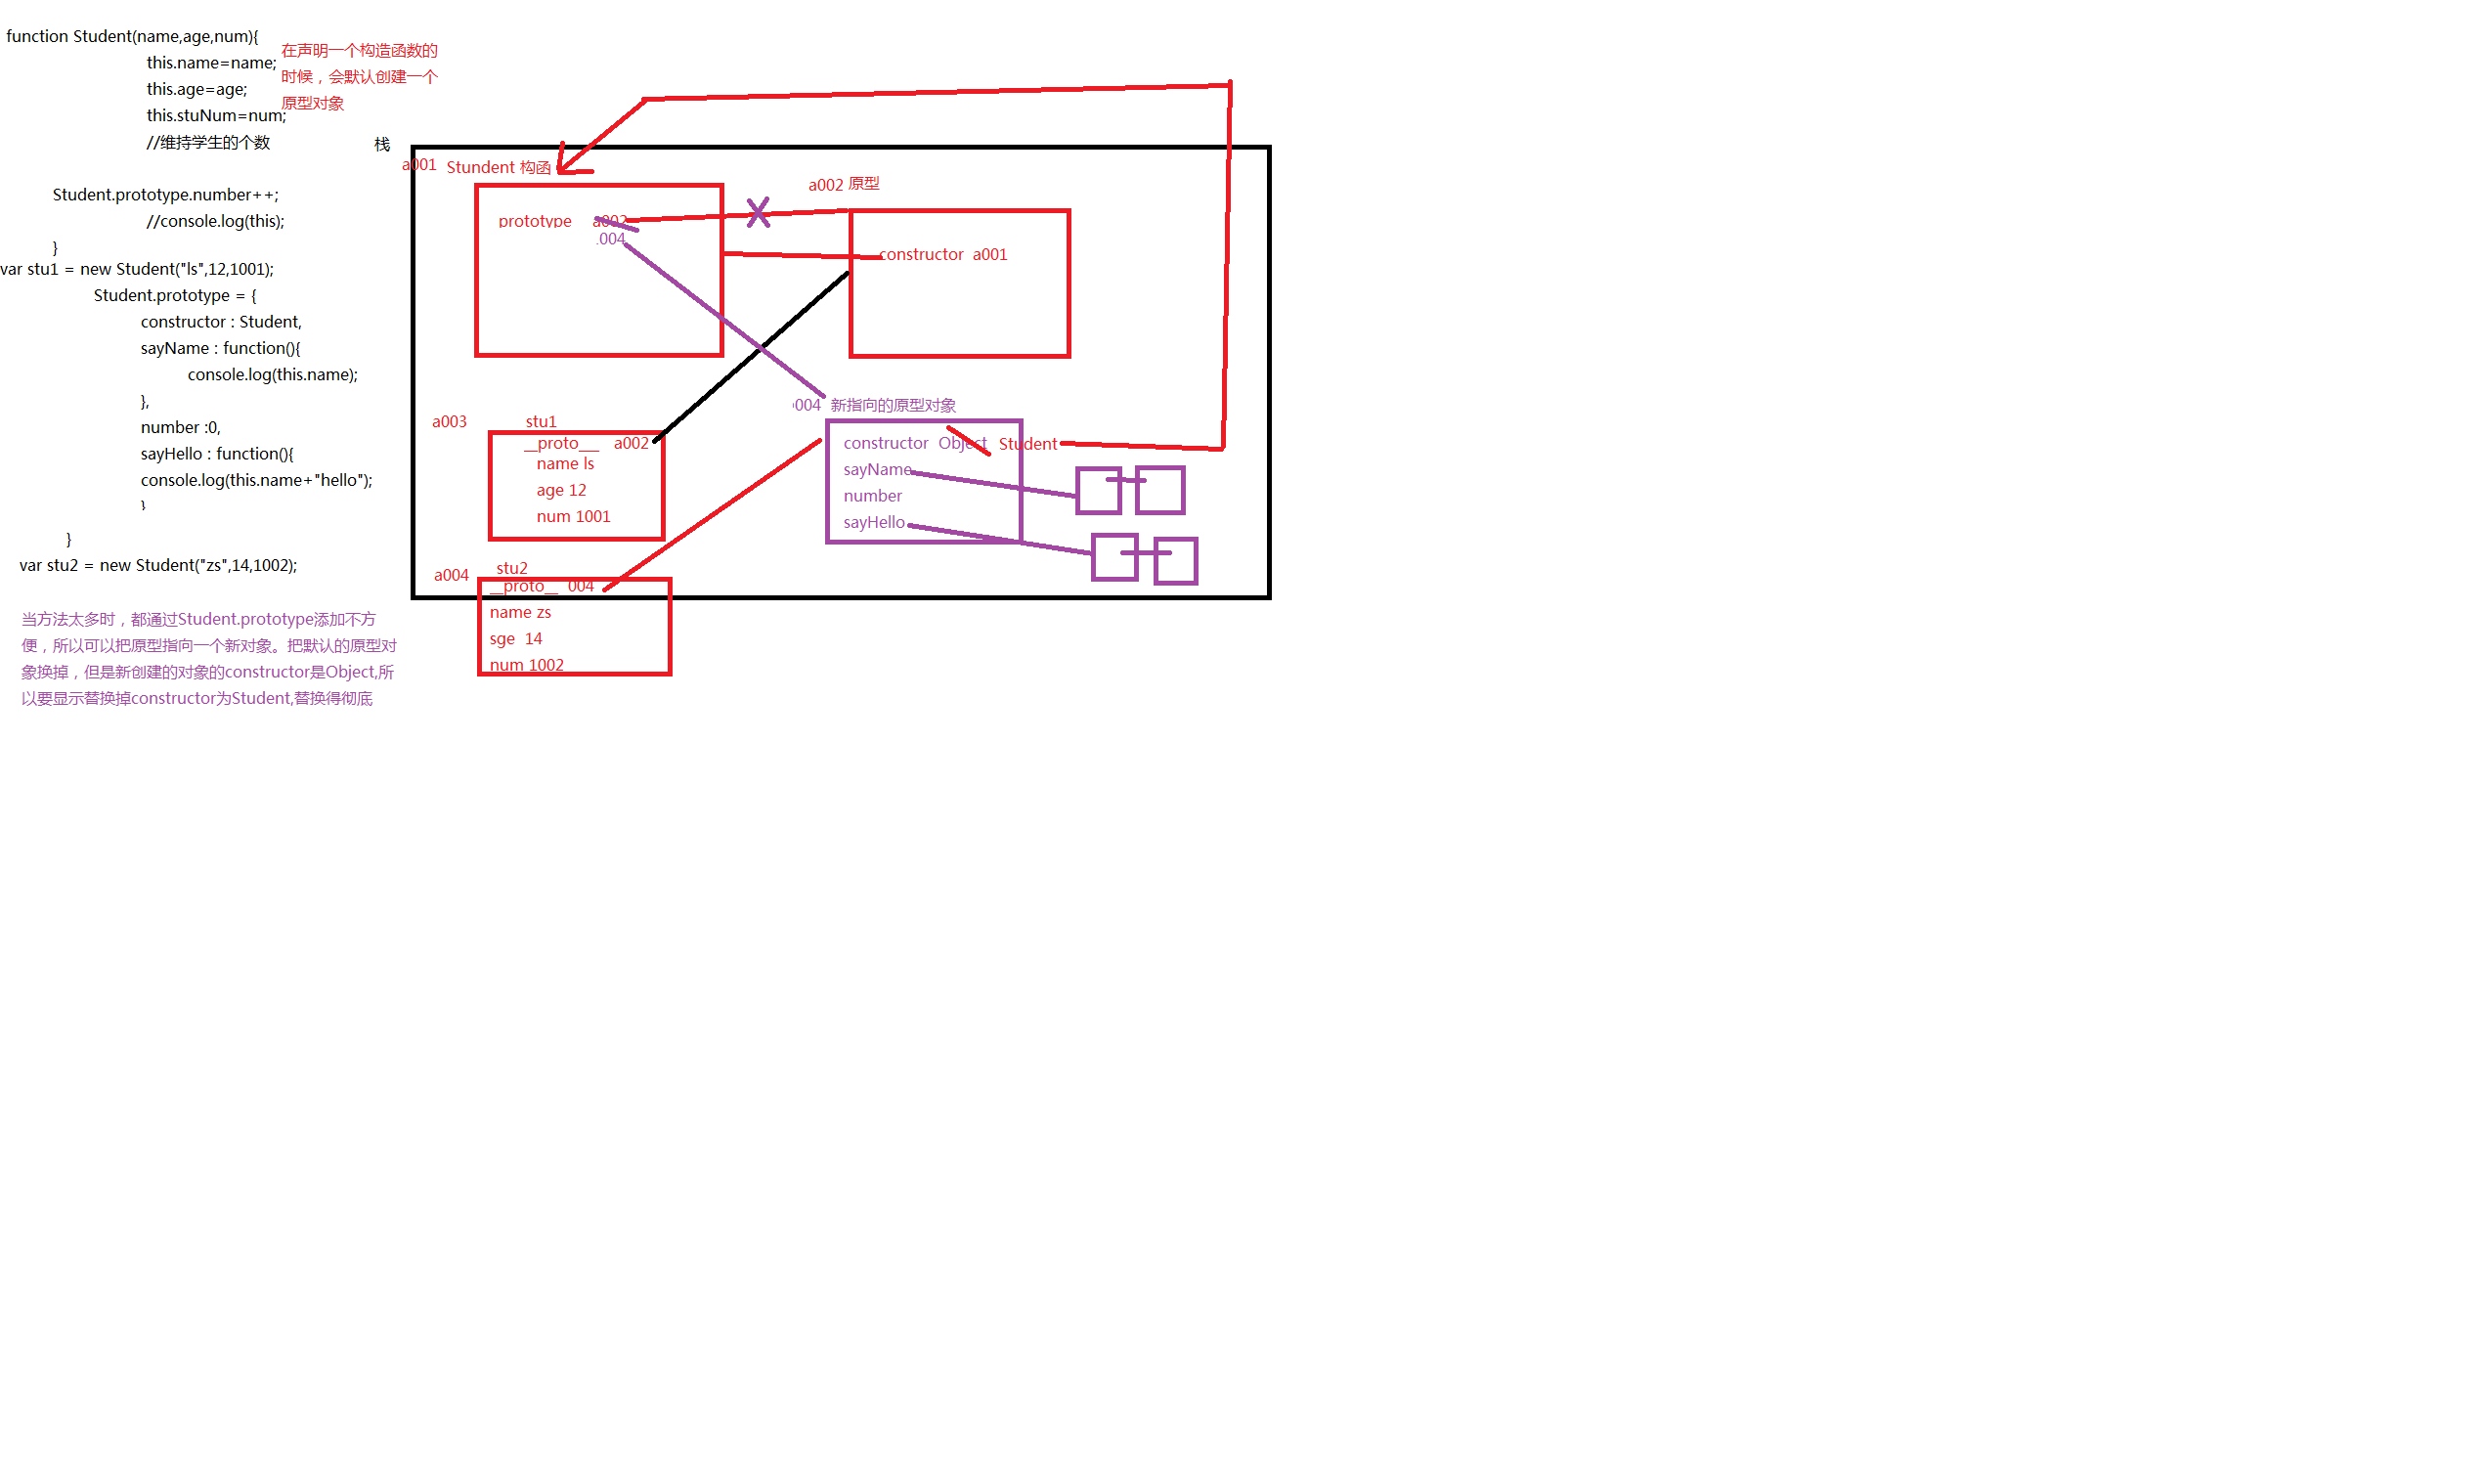 function Student(name,age,num){
this.name=name;
this.age=age;
this.stuNum=num;
//维持学生的个数
Student.prototype.number++;
//console.log(this);
}
var stu1 = new Student("ls",12,1001);
Student.prototype = {
constructor : Student,
sayName : function(){
console.log(this.name);
},
number :0,
sayHello : function(){
console.log(this.name+"hello");
}
}
var stu2 = new Student("zs",14,1002);
当方法太多时，都通过Student.prototype添加不方
便，所以可以把原型指向一个新对象。把默认的原型对
象换掉，但是新创建的对象的constructor是Object,所
以要显示替换掉constructor为Student,替换得彻底
在声明一个构造函数的
时候，会默认创建一个
原型对象
栈
a001 Stundent 构函
prototype a002
004
a002 原型
constructor a001
a003 stu1
__proto__ a002
name ls
age 12
num 1001
004 新指向的原型对象
constructor Object Student
sayName
number
sayHello
a004 stu2
__proto__ 004
name zs
sge 14
num 1002